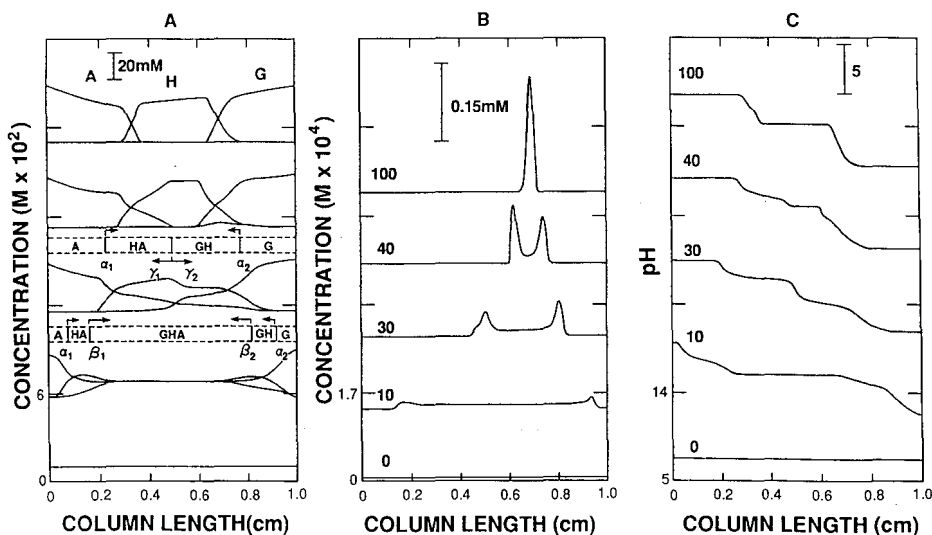 A
20mM
A
H
G
A
HA
GH
G
α1
γ1
γ2
α2
A
HA
GHA
GH
G
α1
β1
β2
α2
6
0
0
0.2
0.4
0.6
0.8
1.0
CONCENTRATION (M x 10²)
COLUMN LENGTH(cm)
B
0.15mM
100
40
30
1.7
10
0
0
0
0.2
0.4
0.6
0.8
1.0
CONCENTRATION (M x 10⁴)
COLUMN LENGTH (cm)
C
5
100
40
30
10
14
0
5
0
0.2
0.4
0.6
0.8
1.0
pH
COLUMN LENGTH (cm)